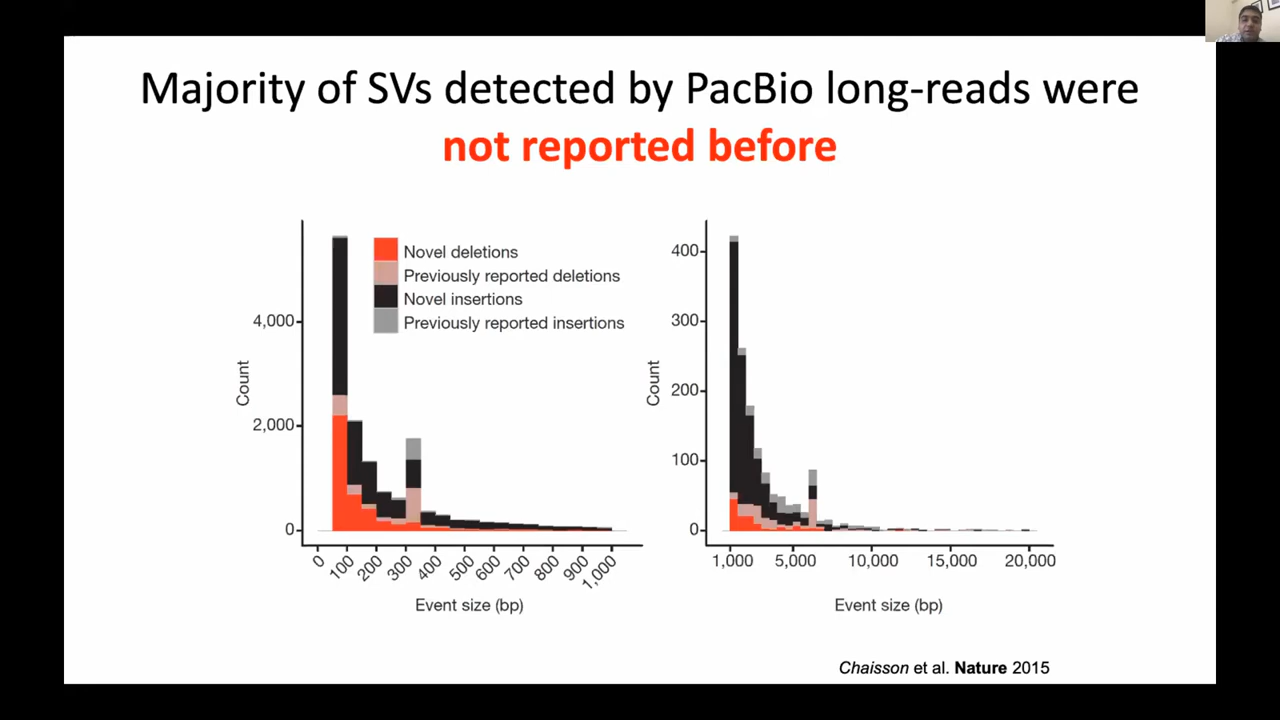 Majority of SVs detected by PacBio long-reads were
not reported before
Novel deletions
Previously reported deletions
Novel insertions
Previously reported insertions
4,000
2,000
0
Count
0
100
200
300
400
500
600
700
800
900
1,000
Event size (bp)
400
300
200
100
0
Count
1,000
5,000
10,000
15,000
20,000
Event size (bp)
Chaisson et al. Nature 2015